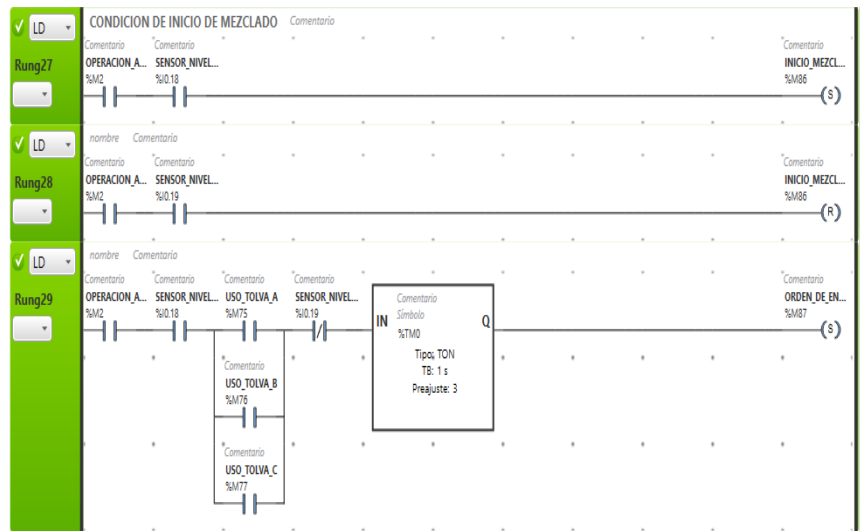 LD
CONDICION DE INICIO DE MEZCLADO Comentario
Rung27
Comentario Comentario Comentario
OPERACION_A... SENSOR_NIVEL... INICIO_MEZCL...
%M2 %I0.18 %M86
S
LD
nombre Comentario
Rung28
Comentario Comentario Comentario
OPERACION_A... SENSOR_NIVEL... INICIO_MEZCL...
%M2 %I0.19 %M86
R
LD
nombre Comentario
Rung29
Comentario Comentario Comentario Comentario Comentario
OPERACION_A... SENSOR_NIVEL... USO_TOLVA_A SENSOR_NIVEL... ORDEN_DE_EN...
%M2 %I0.18 %M75 %I0.19 %M87
S
Comentario
IN Símbolo Q
%TM0
Tipo: TON
TB: 1 s
Preajuste: 3
Comentario
USO_TOLVA_B
%M76
Comentario
USO_TOLVA_C
%M77